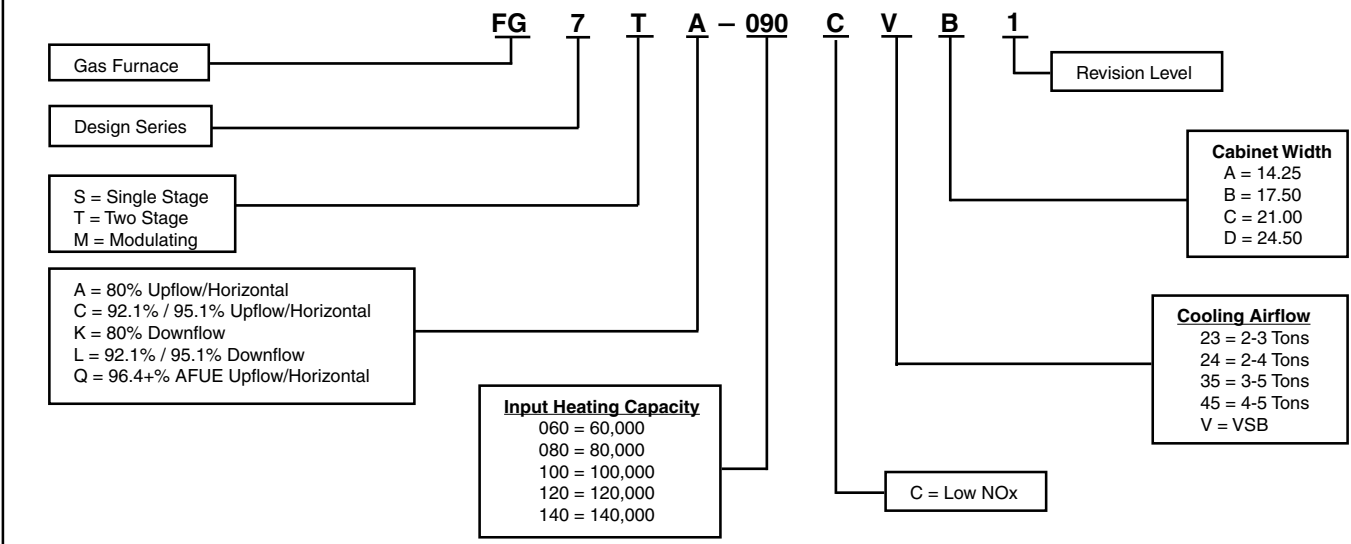 FG 7 T A – 090 C V B 1
Gas Furnace
Revision Level
Design Series
S = Single Stage
T = Two Stage
M = Modulating
Cabinet Width
A = 14.25
B = 17.50
C = 21.00
D = 24.50
A = 80% Upflow/Horizontal
C = 92.1% / 95.1% Upflow/Horizontal
K = 80% Downflow
L = 92.1% / 95.1% Downflow
Q = 96.4+% AFUE Upflow/Horizontal
Cooling Airflow
23 = 2-3 Tons
24 = 2-4 Tons
35 = 3-5 Tons
45 = 4-5 Tons
V = VSB
Input Heating Capacity
060 = 60,000
080 = 80,000
100 = 100,000
120 = 120,000
140 = 140,000
C = Low NOx